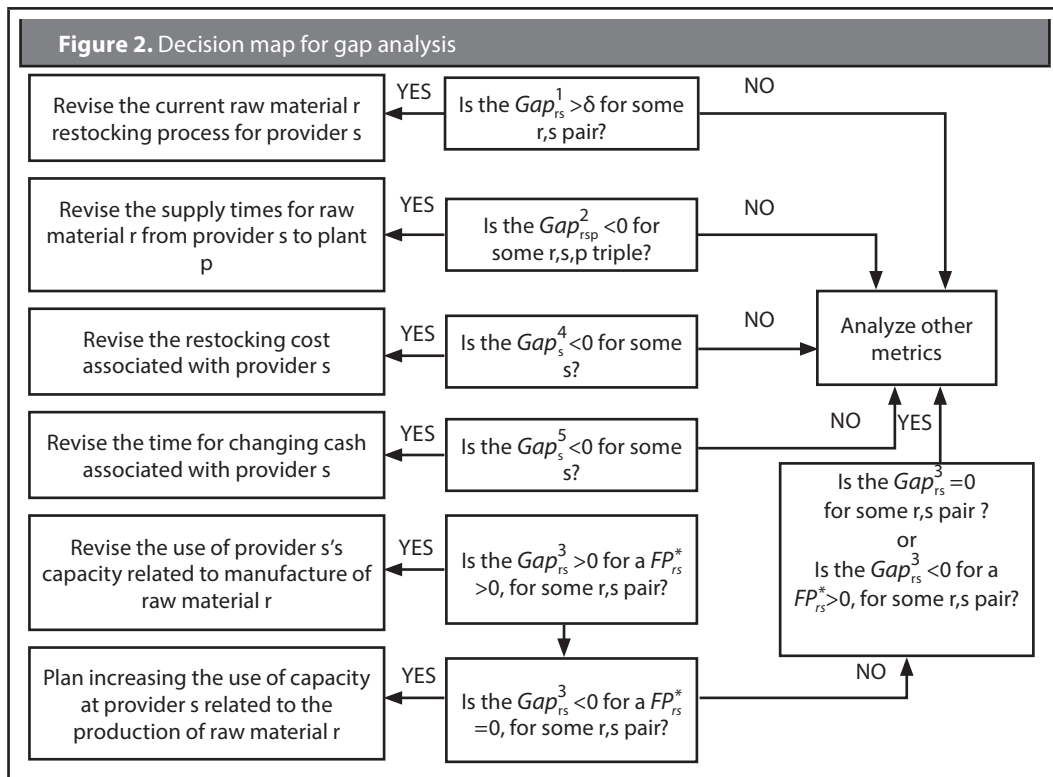 Figure 2. Decision map for gap analysis
Revise the current raw material r
restocking process for provider s
YES
Is the Gap¹rs >δ for some
r,s pair?
NO
Revise the supply times for raw
material r from provider s to plant
p
YES
Is the Gap²rsp <0 for
some r,s,p triple?
NO
Revise the restocking cost
associated with provider s
YES
Is the Gap⁴s <0 for some
s?
NO
Analyze other
metrics
Revise the time for changing cash
associated with provider s
YES
Is the Gap⁵s <0 for some
s?
NO
YES
Is the Gap³rs =0
for some r,s pair ?
or
Is the Gap³rs <0 for a
FP*rs>0, for some r,s pair?
Revise the use of provider s's
capacity related to manufacture of
raw material r
YES
Is the Gap³rs >0 for a FP*rs
>0, for some r,s pair?
Plan increasing the use of capacity
at provider s related to the
production of raw material r
YES
Is the Gap³rs <0 for a FP*rs
=0, for some r,s pair?
NO